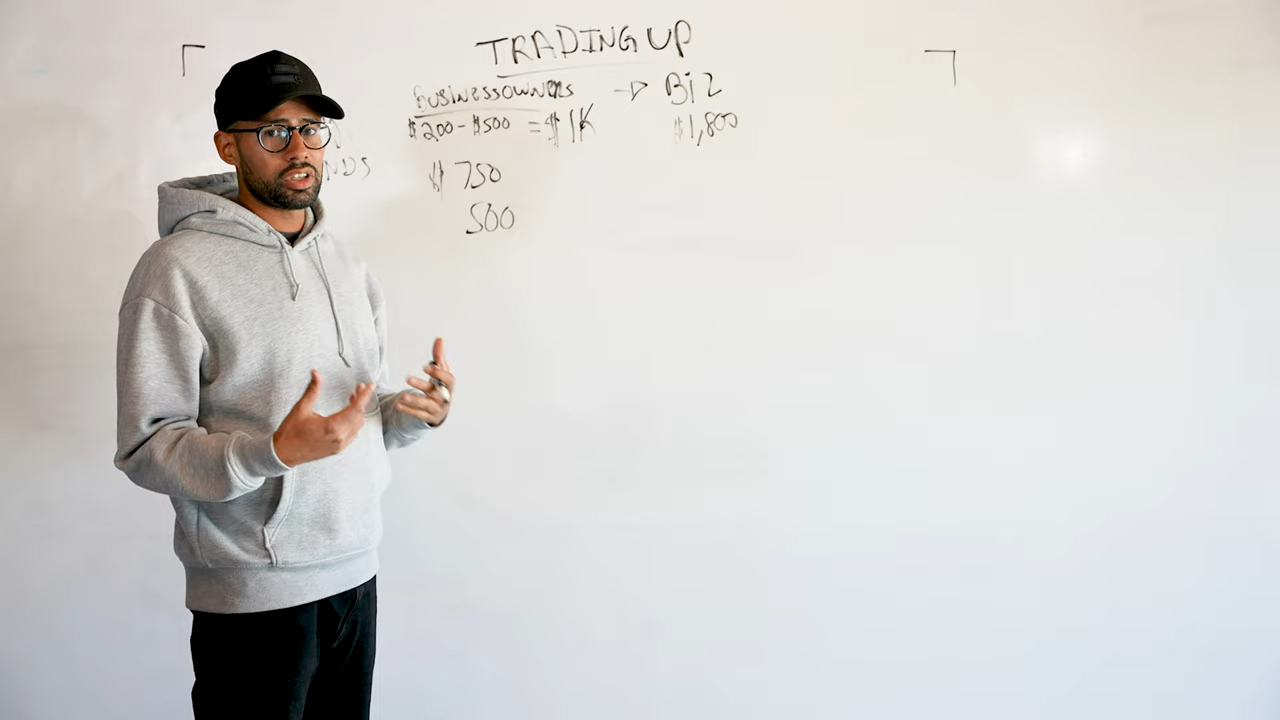 TRADING UP
BUSINESSOWNERS → BIZ
$200 - $500 = $1K $1,800
$750
500